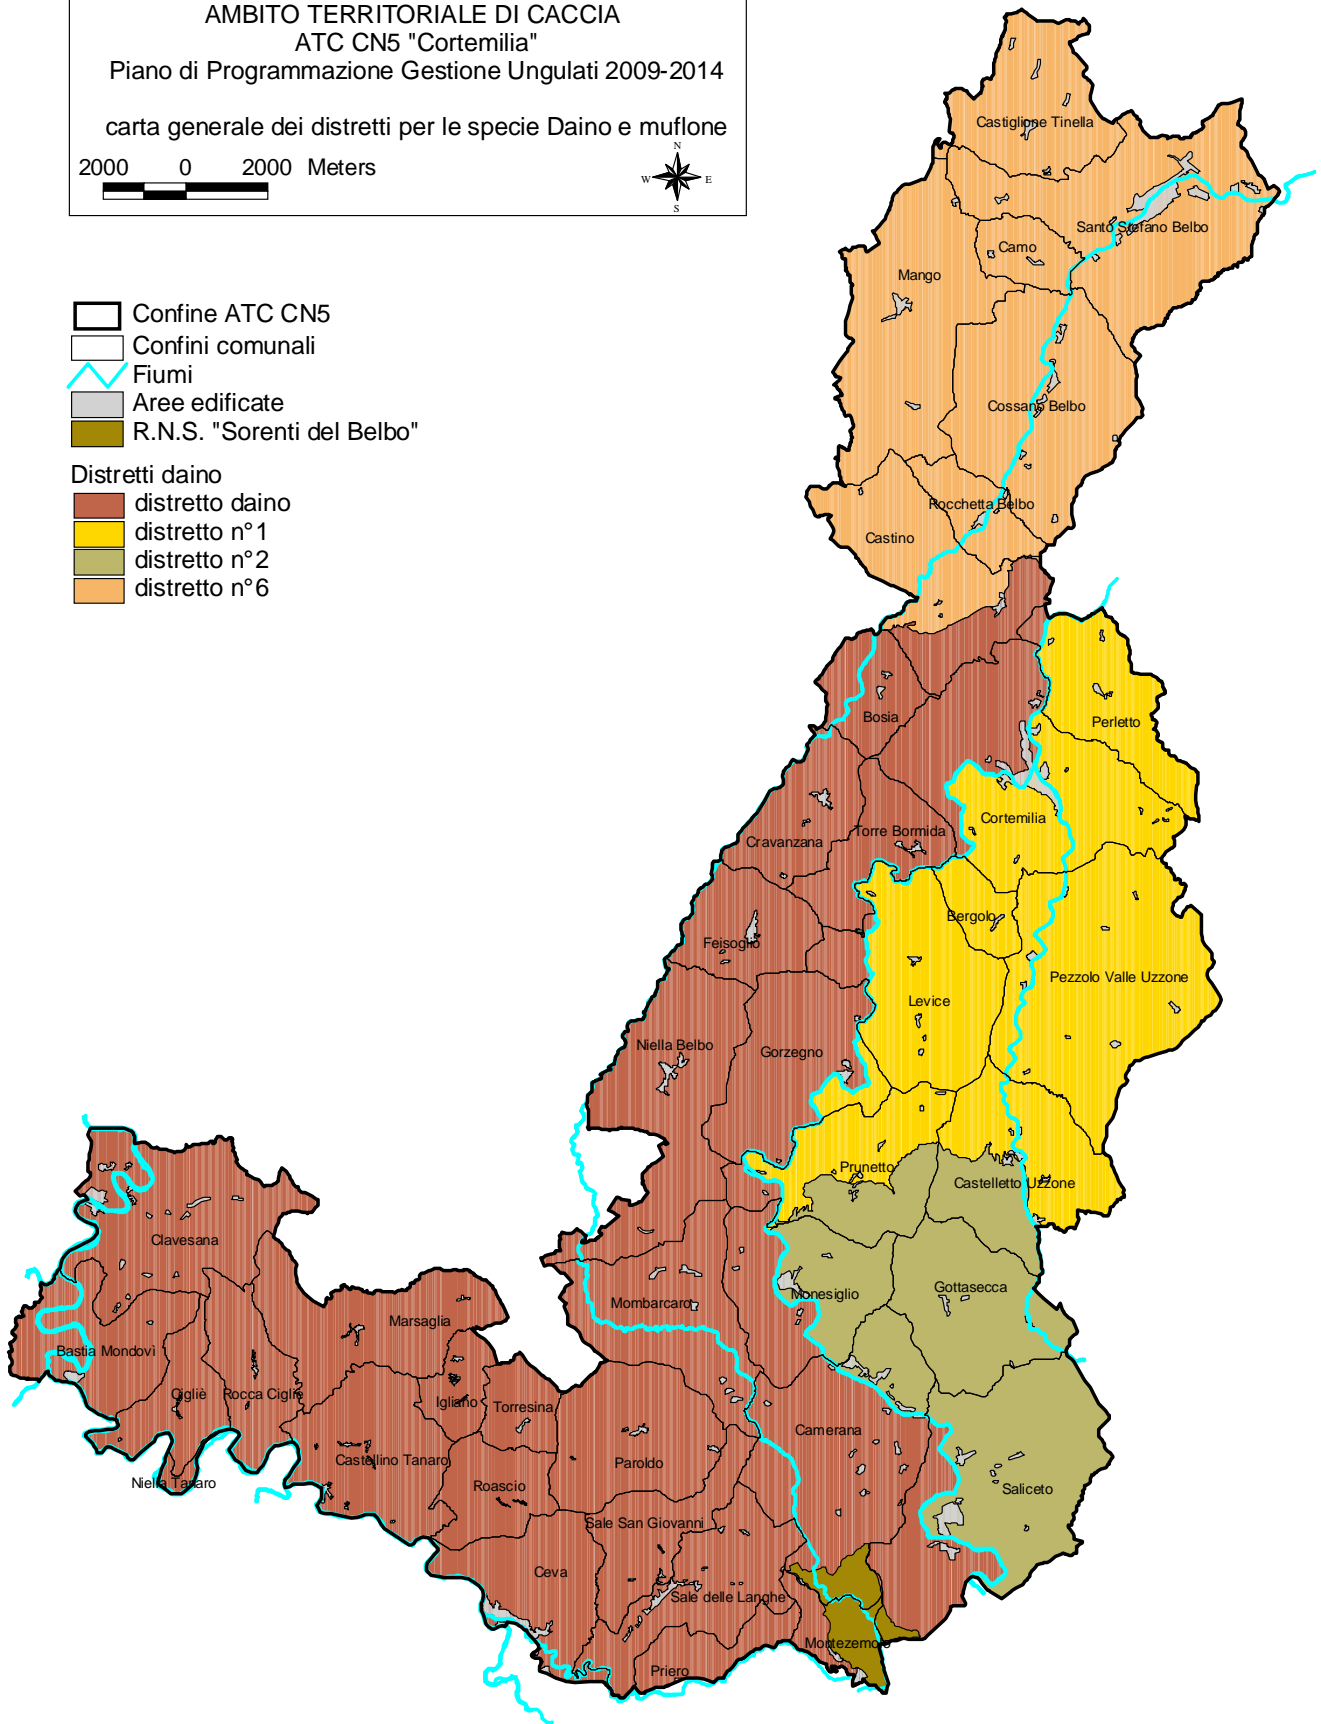 AMBITO TERRITORIALE DI CACCIA
ATC CN5 "Cortemilia"
Piano di Programmazione Gestione Ungulati 2009-2014
carta generale dei distretti per le specie Daino e muflone
2000 0 2000 Meters
N
W E
S
Confine ATC CN5
Confini comunali
Fiumi
Aree edificate
R.N.S. "Sorenti del Belbo"
Distretti daino
distretto daino
distretto n°1
distretto n°2
distretto n°6
Castiglione Tinella
Santo Stefano Belbo
Camo
Mango
Cossano Belbo
Rocchetta Belbo
Castino
Bosia
Perletto
Cortemilia
Torre Bormida
Cravanzana
Bergolo
Feisoglio
Pezzolo Valle Uzzone
Levice
Niella Belbo
Gorzegno
Prunetto
Castelletto Uzzone
Clavesana
Gottasecca
Monesiglio
Mombarcaro
Marsaglia
Bastia Mondovì
Cigliè
Rocca Ciglie
Igliano
Torresina
Camerana
Castellino Tanaro
Paroldo
Niella Tanaro
Roascio
Saliceto
Sale San Giovanni
Ceva
Sale delle Langhe
Montezemolo
Priero